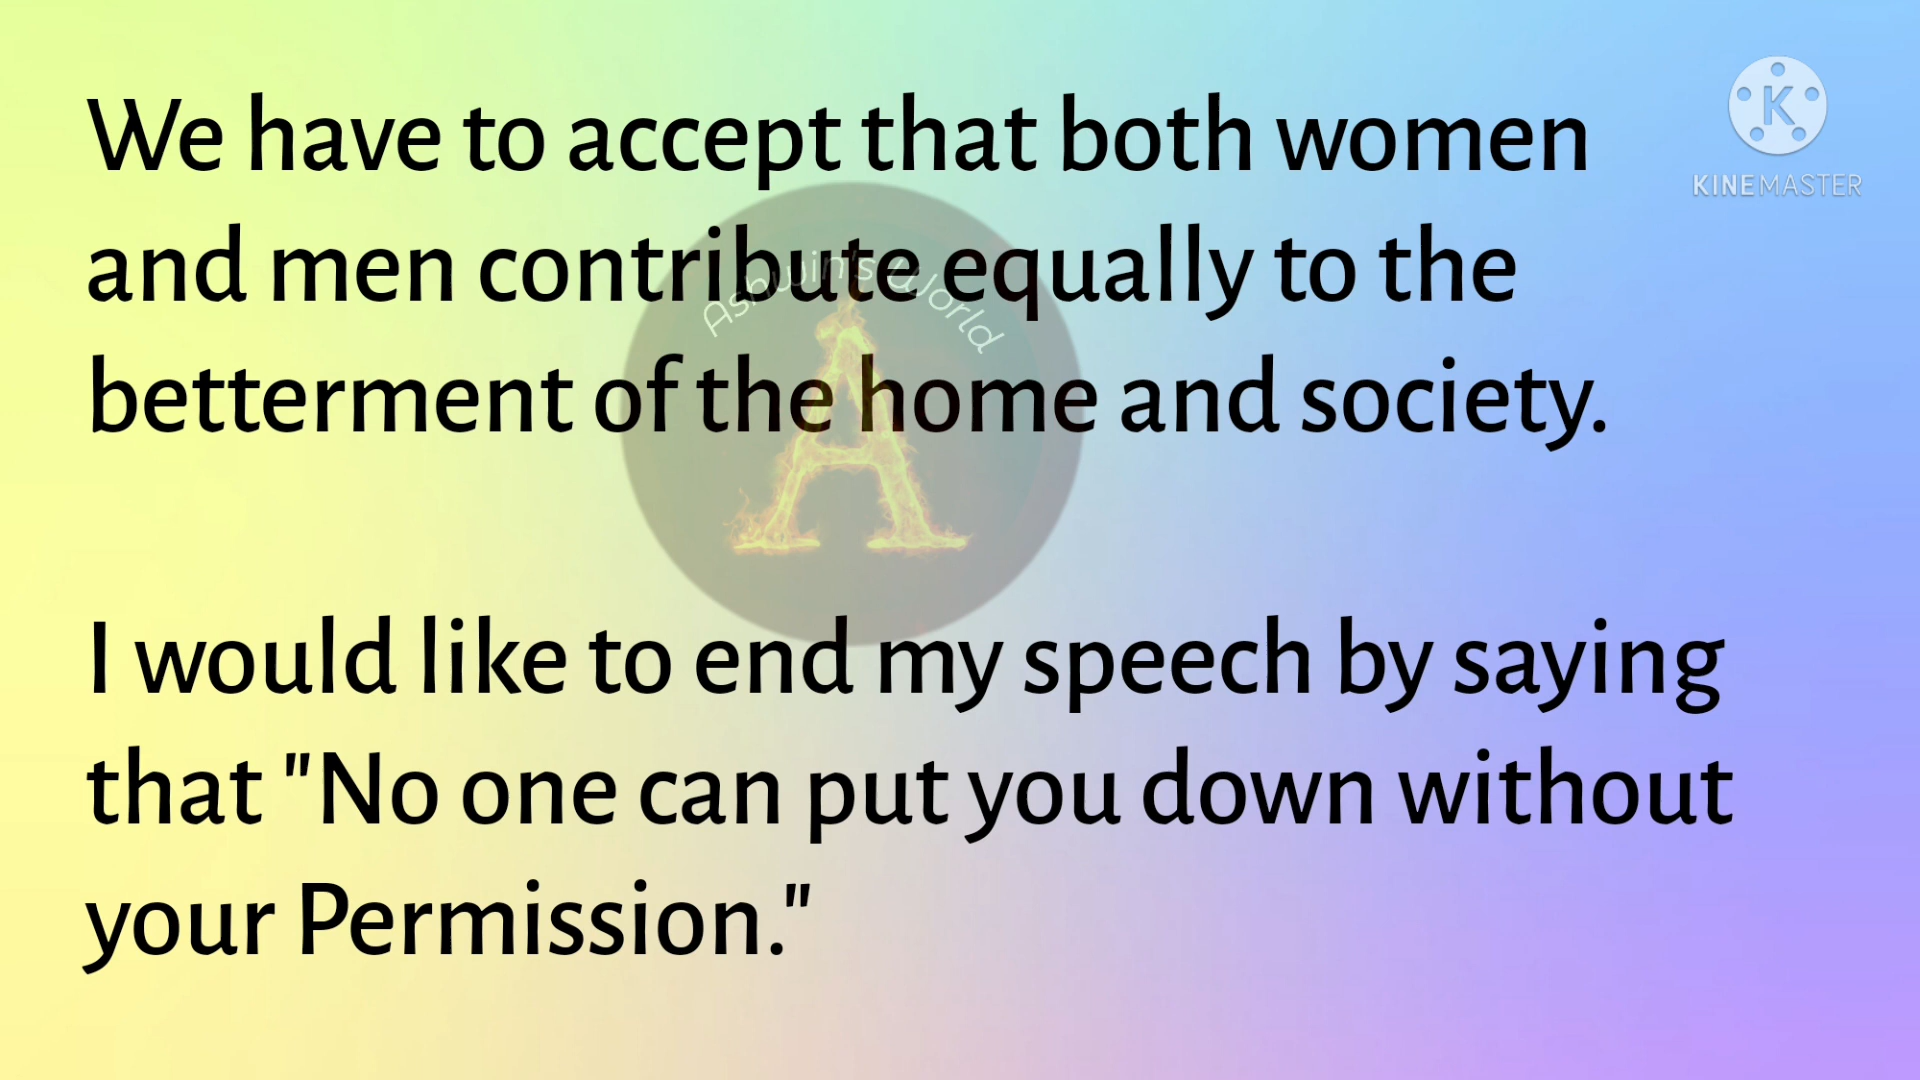 We have to accept that both women
KINEMASTER
and men contribute equally to the
Ashwin's World
betterment of the home and society.
I would like to end my speech by saying
that "No one can put you down without
your Permission."